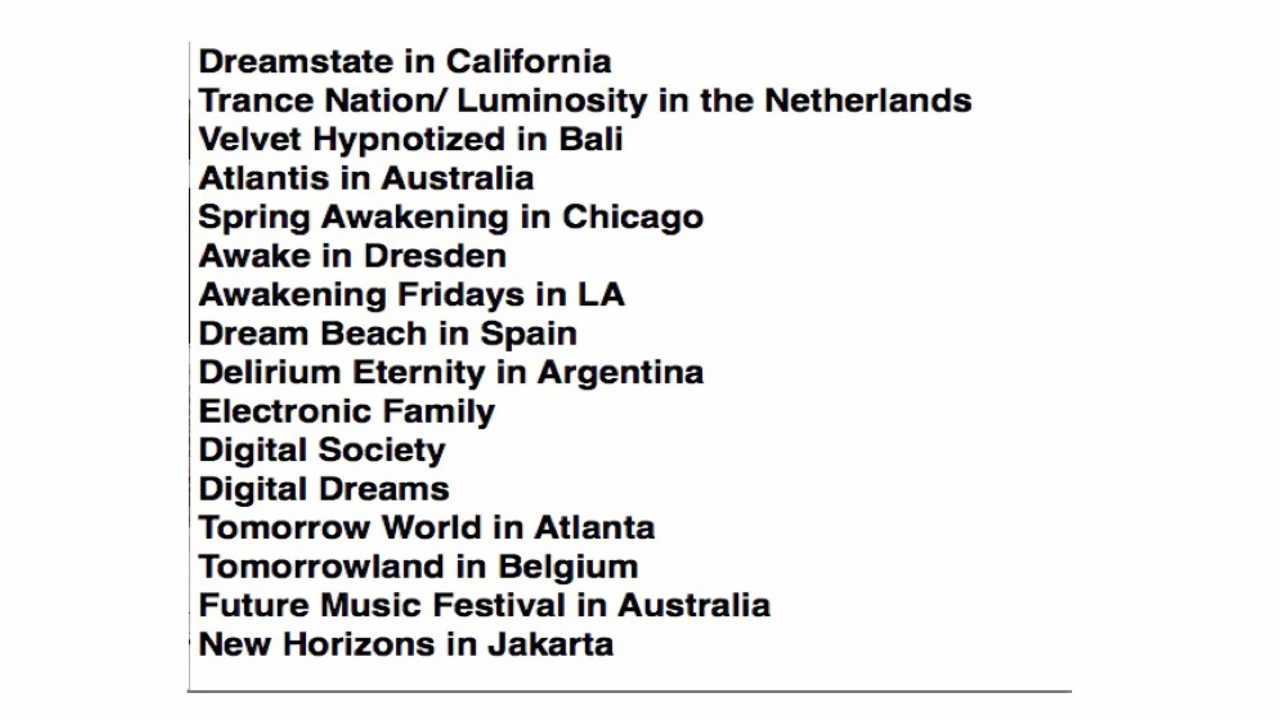 Dreamstate in California
Trance Nation/ Luminosity in the Netherlands
Velvet Hypnotized in Bali
Atlantis in Australia
Spring Awakening in Chicago
Awake in Dresden
Awakening Fridays in LA
Dream Beach in Spain
Delirium Eternity in Argentina
Electronic Family
Digital Society
Digital Dreams
Tomorrow World in Atlanta
Tomorrowland in Belgium
Future Music Festival in Australia
New Horizons in Jakarta